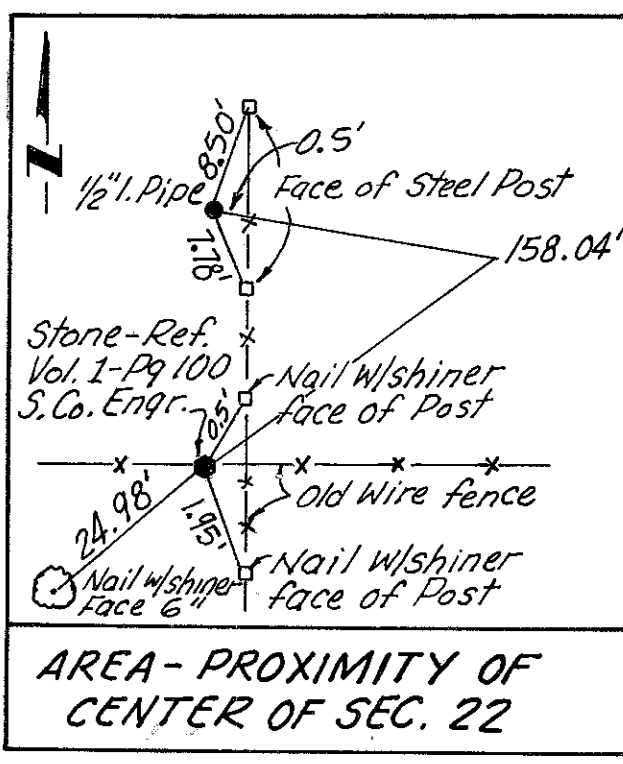 N
8.50'
0.5'
1/2" I. Pipe
Face of Steel Post
7.78'
158.04'
Stone-Ref.
Vol. 1-Pg 100
S. Co. Engr.
0.5'
Nail W/shiner
face of Post
Old Wire fence
24.98'
1.95'
Nail w/shiner
Face 6"
Nail W/shiner
face of Post
AREA - PROXIMITY OF
CENTER OF SEC. 22